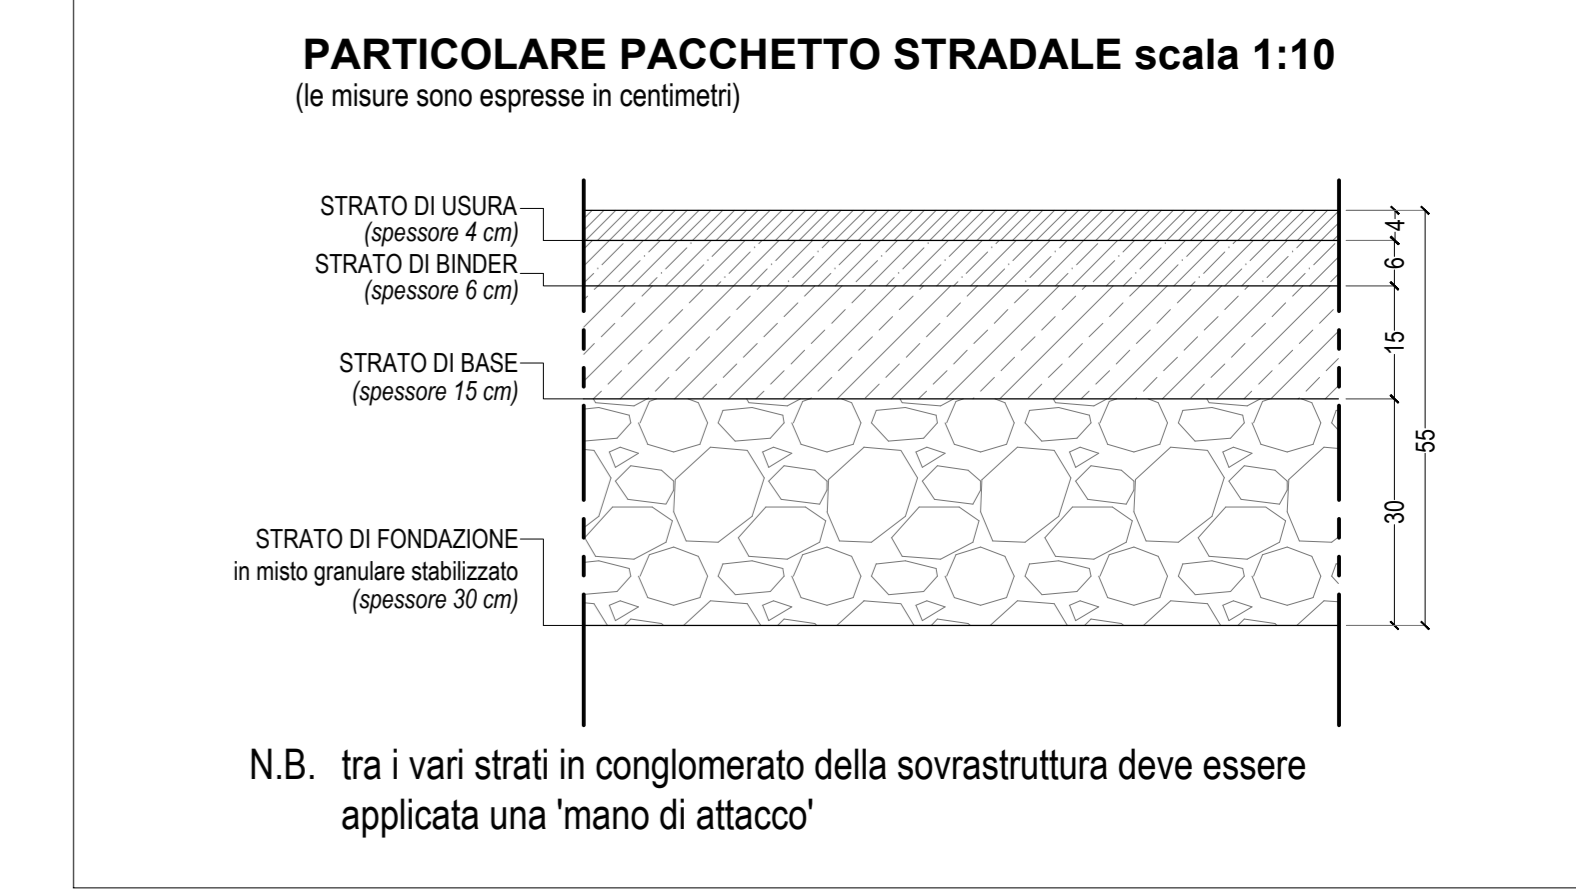 PARTICOLARE PACCHETTO STRADALE scala 1:10
(le misure sono espresse in centimetri)
STRATO DI USURA
(spessore 4 cm)
STRATO DI BINDER
(spessore 6 cm)
STRATO DI BASE
(spessore 15 cm)
STRATO DI FONDAZIONE
in misto granulare stabilizzato
(spessore 30 cm)
4
6
15
30
55
N.B. tra i vari strati in conglomerato della sovrastruttura deve essere
applicata una 'mano di attacco'